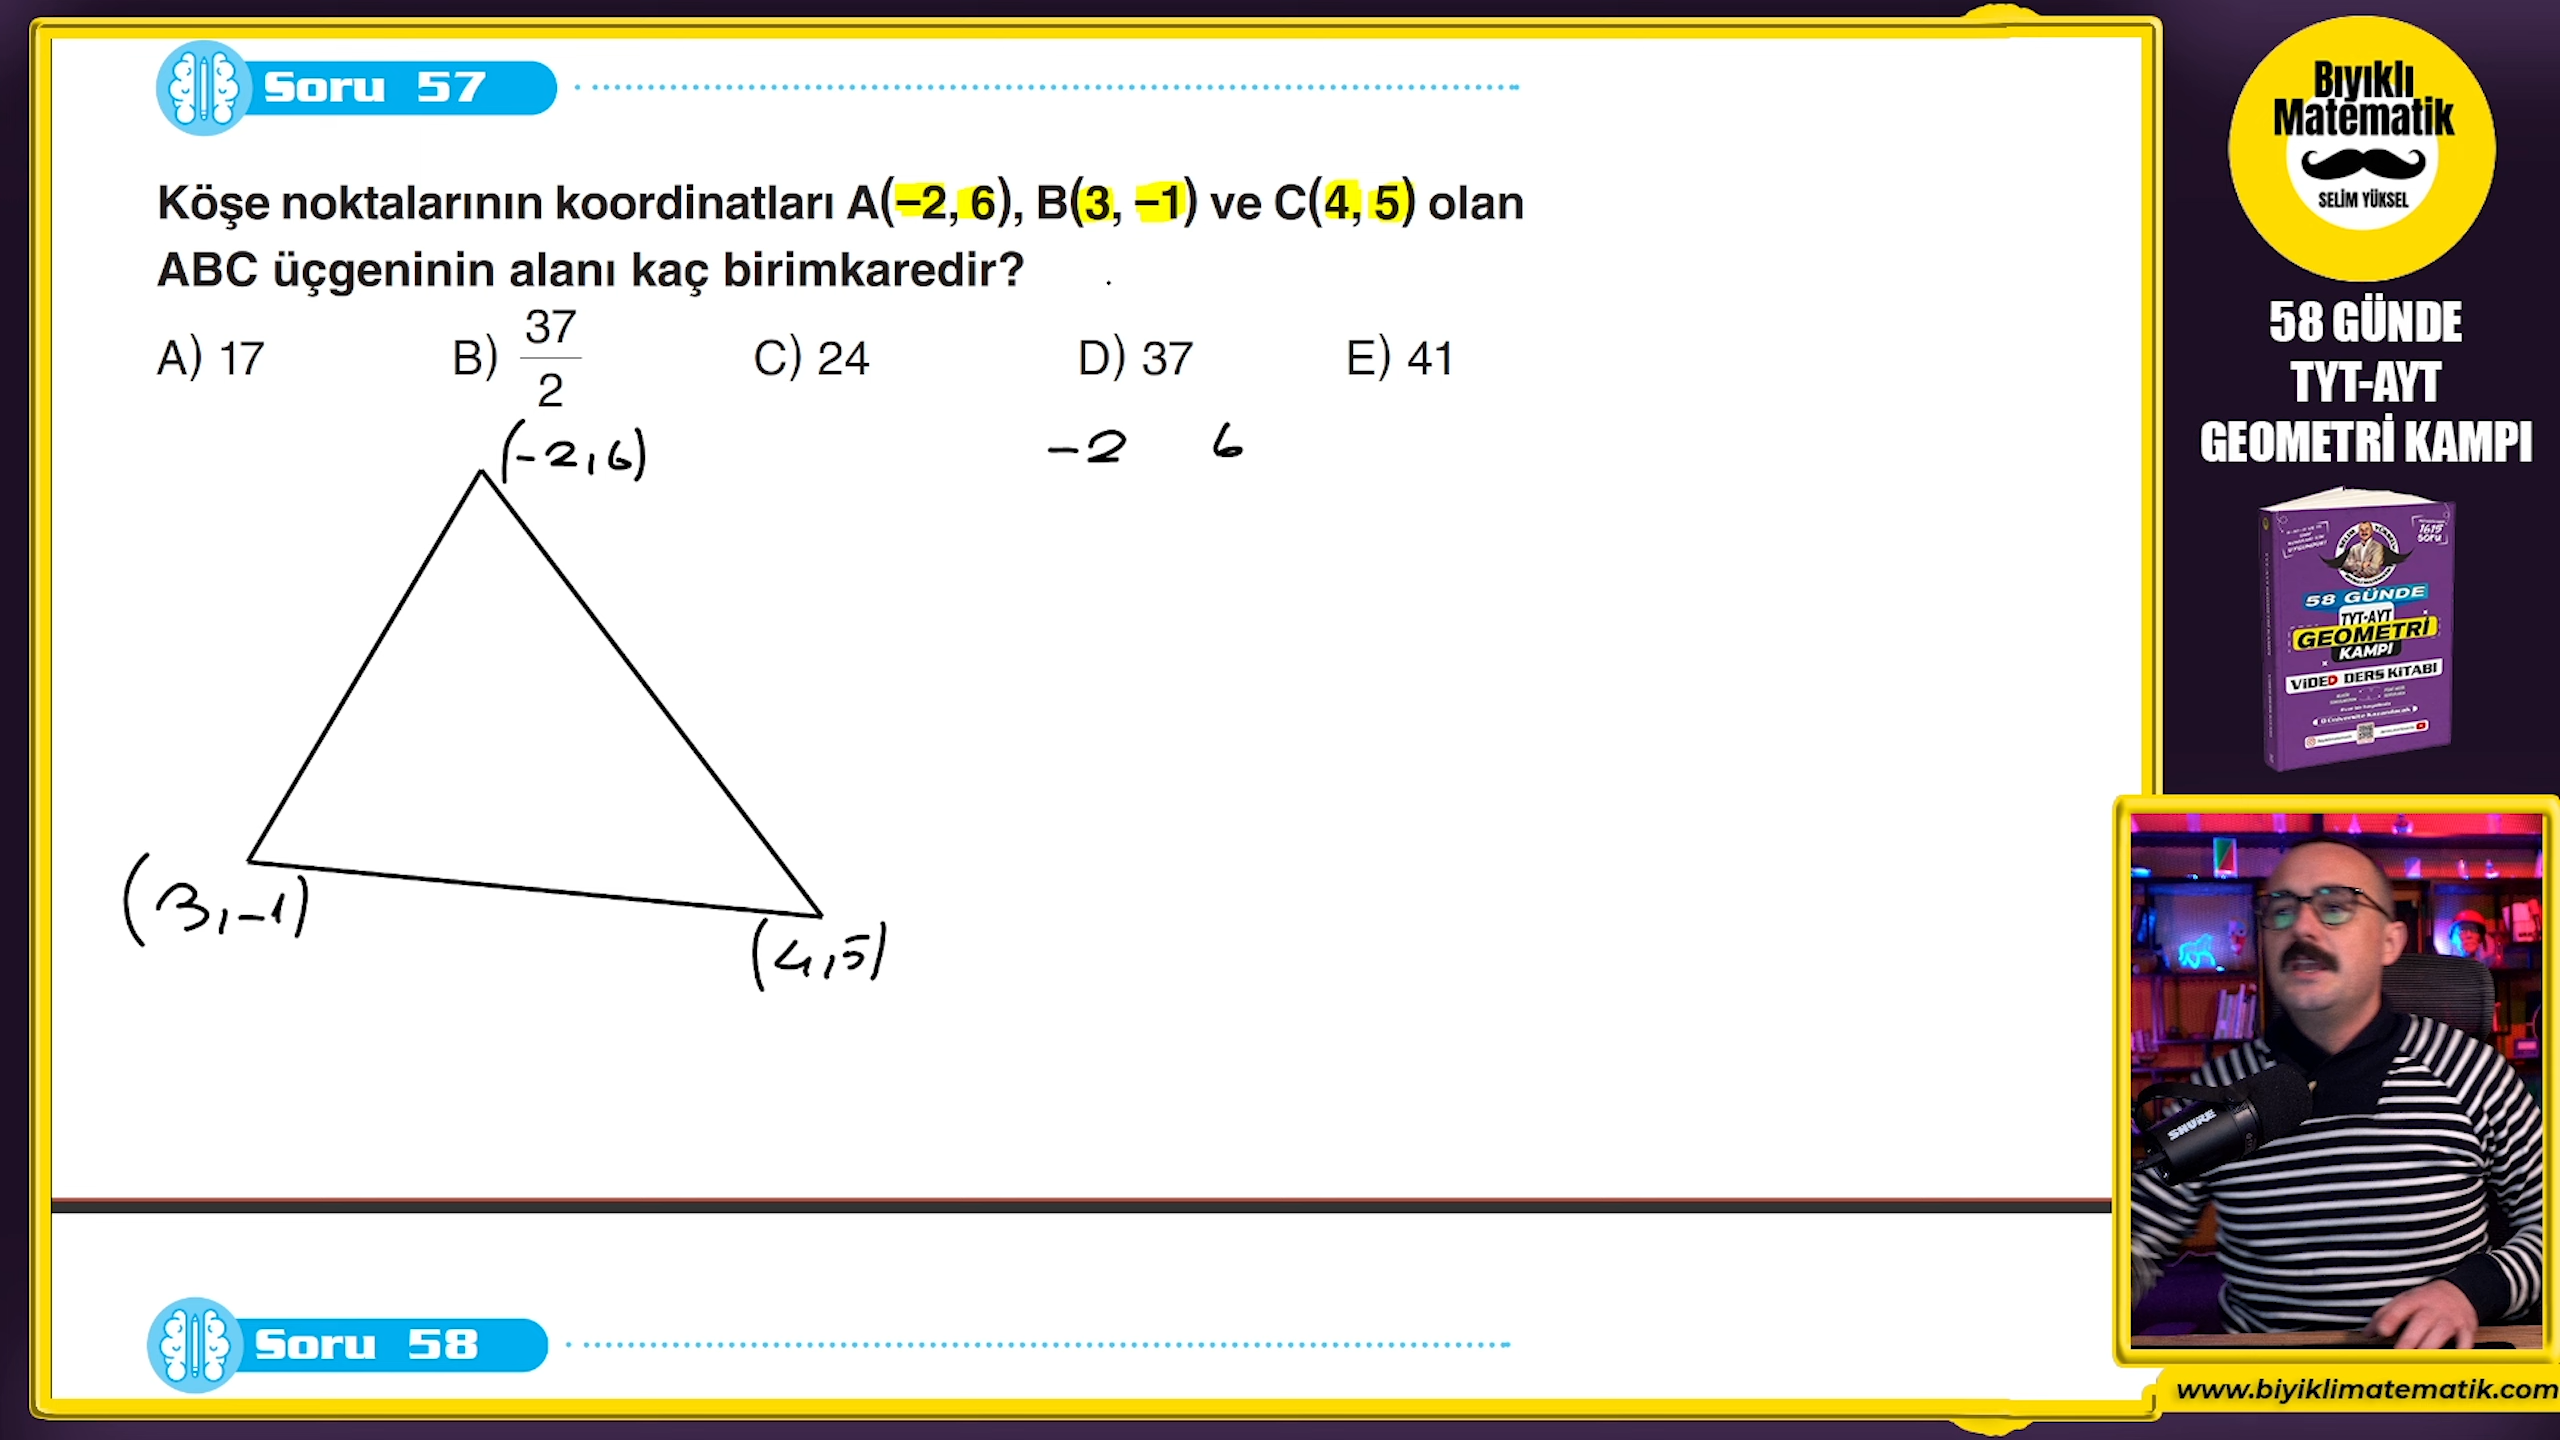 Soru 57
Köşe noktalarının koordinatları A(−2, 6), B(3, −1) ve C(4, 5) olan
ABC üçgeninin alanı kaç birimkaredir?
A) 17 B) 37/2 C) 24 D) 37 E) 41
(-2,6)
-2 6
(3,-1)
(4,5)
Soru 58
Bıyıklı
Matematik
SELİM YÜKSEL
58 GÜNDE
TYT-AYT
GEOMETRİ KAMPI
1615
SORU
58 GÜNDE
TYT-AYT
GEOMETRİ
KAMPI
VİDEO DERS KİTABI
SHURE
www.biyiklimatematik.com